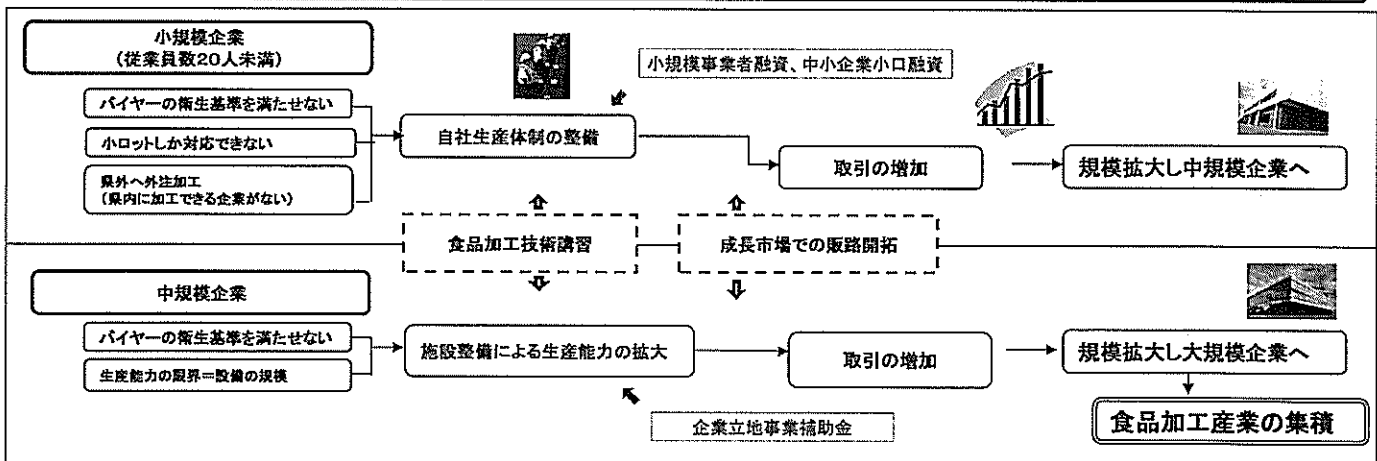 小規模企業
(従業員数20人未満)
バイヤーの衛生基準を満たせない
小ロットしか対応できない
県外へ外注加工
(県内に加工できる企業がない)
自社生産体制の整備
小規模事業者融資、中小企業小口融資
取引の増加
規模拡大し中規模企業へ
食品加工技術講習
成長市場での販路開拓
中規模企業
バイヤーの衛生基準を満たせない
生産能力の限界=設備の規模
施設整備による生産能力の拡大
企業立地事業補助金
取引の増加
規模拡大し大規模企業へ
食品加工産業の集積